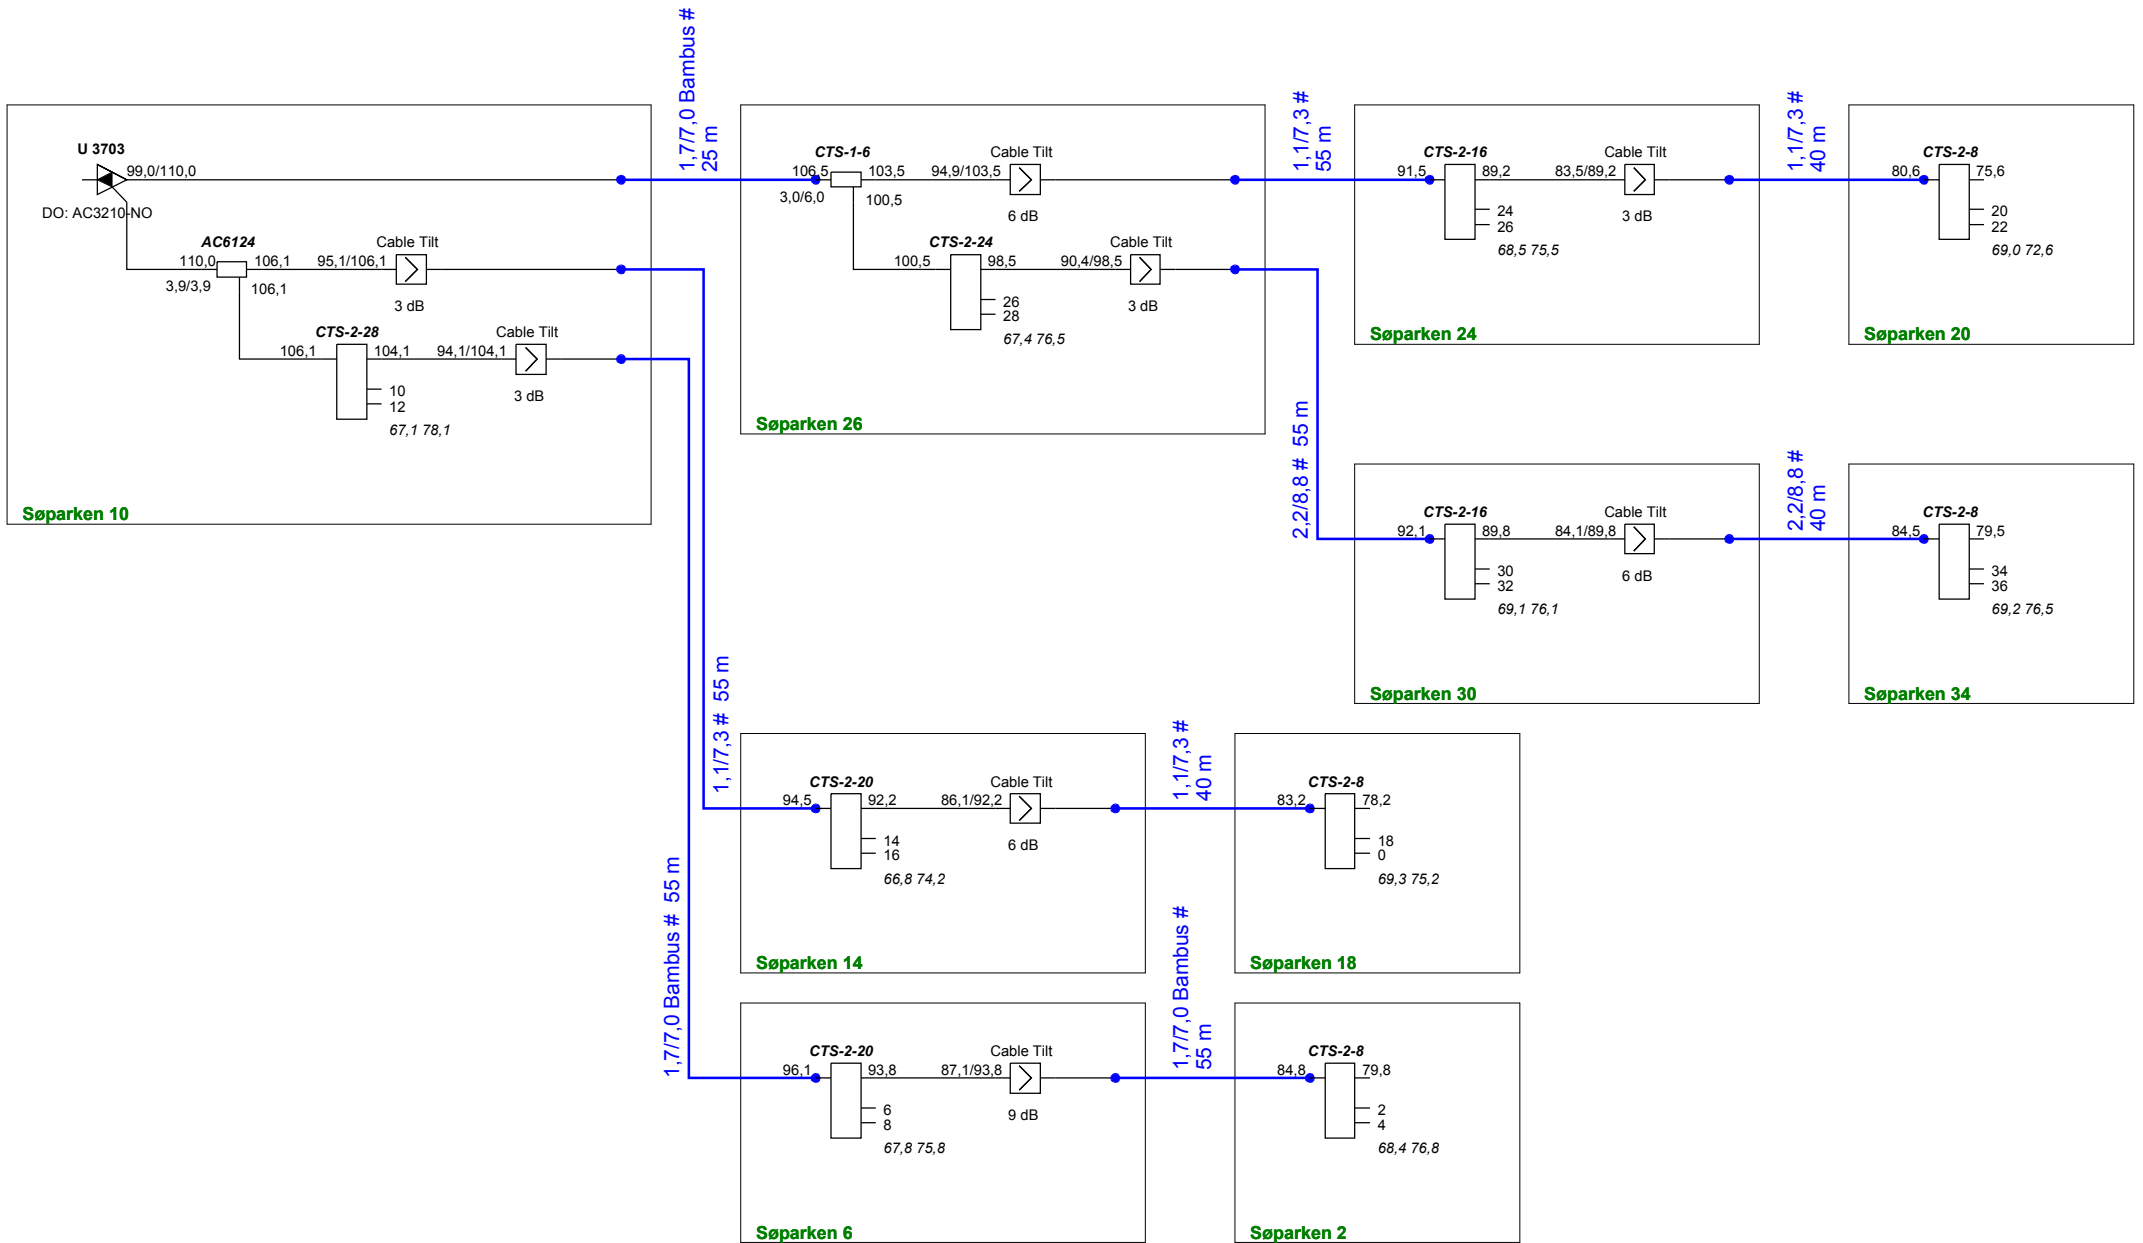 1,7/7,0 Bambus #
25 m
1,1/7,3 #
55 m
1,1/7,3 #
40 m
U 3703
99,0/110,0
DO: AC3210-NO
AC6124
110,0
106,1
3,9/3,9
106,1
95,1/106,1
Cable Tilt
3 dB
CTS-2-28
106,1
104,1
94,1/104,1
Cable Tilt
3 dB
10
12
67,1 78,1
Søparken 10
CTS-1-6
106,5
103,5
3,0/6,0
100,5
94,9/103,5
Cable Tilt
6 dB
CTS-2-24
100,5
98,5
90,4/98,5
Cable Tilt
3 dB
26
28
67,4 76,5
Søparken 26
CTS-2-16
91,5
89,2
83,5/89,2
Cable Tilt
3 dB
24
26
68,5 75,5
Søparken 24
CTS-2-8
80,6
75,6
20
22
69,0 72,6
Søparken 20
2,2/8,8 # 55 m
CTS-2-16
92,1
89,8
84,1/89,8
Cable Tilt
6 dB
30
32
69,1 76,1
Søparken 30
2,2/8,8 #
40 m
CTS-2-8
84,5
79,5
34
36
69,2 76,5
Søparken 34
1,1/7,3 # 55 m
CTS-2-20
94,5
92,2
86,1/92,2
Cable Tilt
6 dB
14
16
66,8 74,2
Søparken 14
1,1/7,3 #
40 m
CTS-2-8
83,2
78,2
18
0
69,3 75,2
Søparken 18
1,7/7,0 Bambus # 55 m
CTS-2-20
96,1
93,8
87,1/93,8
Cable Tilt
9 dB
6
8
67,8 75,8
Søparken 6
1,7/7,0 Bambus #
55 m
CTS-2-8
84,8
79,8
2
4
68,4 76,8
Søparken 2